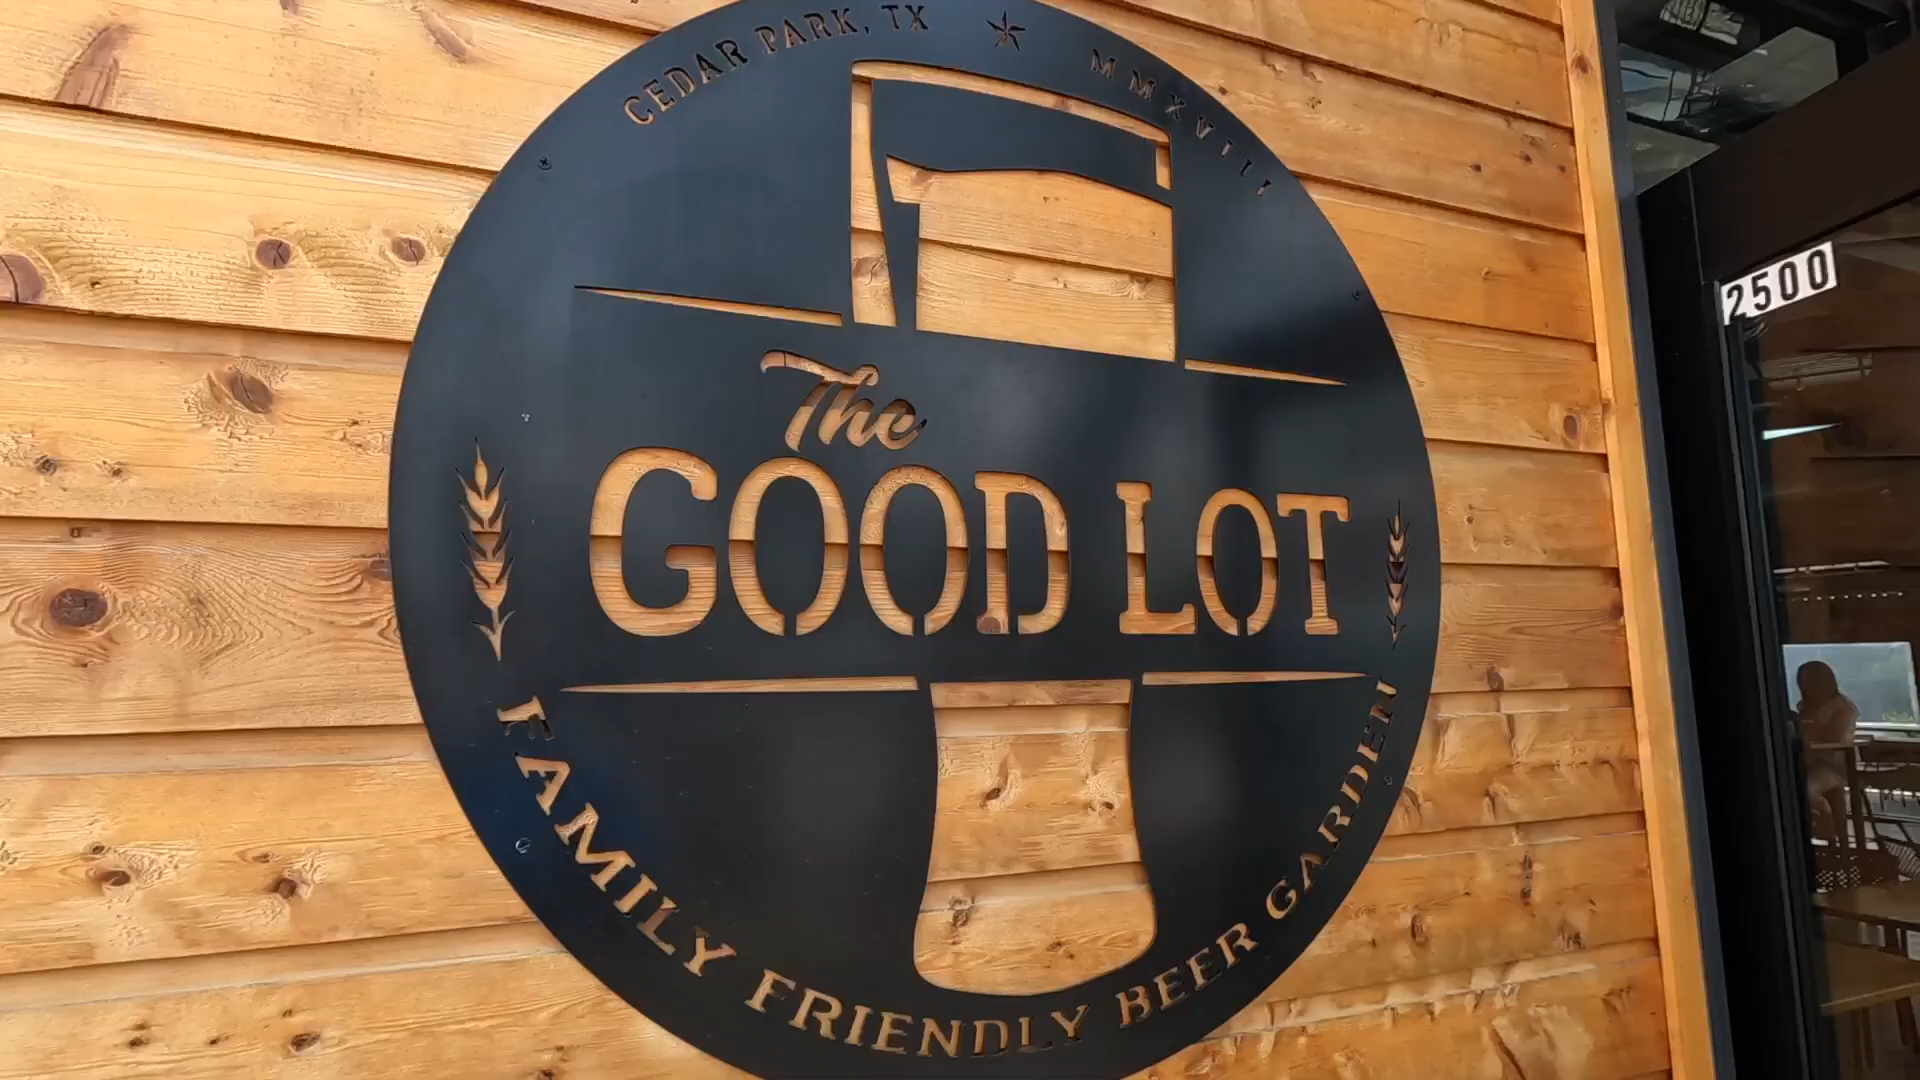 CEDAR PARK, TX ★ MMXVIII
The
GOOD LOT
FAMILY FRIENDLY BEER GARDEN
2500